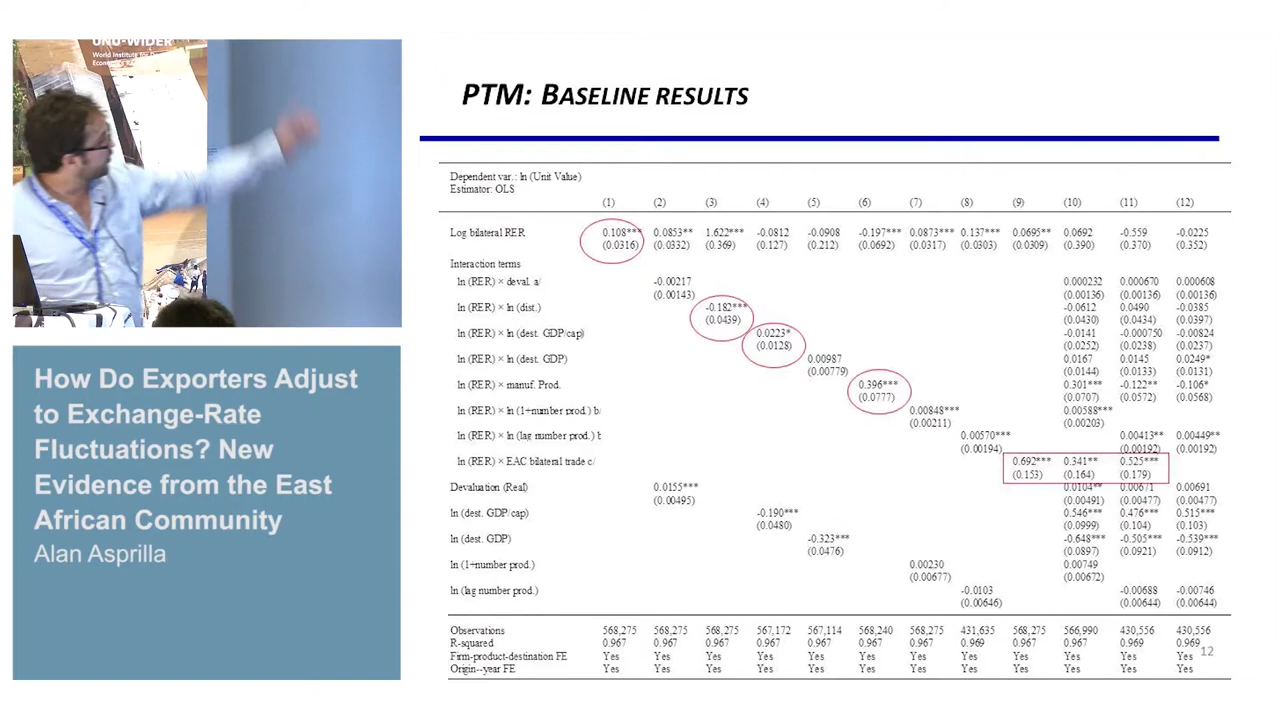 UNU-WIDER
World Institute for
Econom
PTM: BASELINE RESULTS
Dependent var.: ln (Unit Value)
Estimator: OLS
(1) (2) (3) (4) (5) (6) (7) (8) (9) (10) (11) (12)
Log bilateral RER 0.108*** 0.0853** 1.622*** -0.0812 -0.0908 -0.197*** 0.0873*** 0.137*** 0.0695** 0.0692 -0.559 -0.0225
(0.0316) (0.0332) (0.369) (0.127) (0.212) (0.0692) (0.0317) (0.0303) (0.0309) (0.390) (0.370) (0.352)
Interaction terms
ln (RER) × deval. a/ -0.00217 0.000232 0.000670 0.000608
(0.00143) (0.00136) (0.00136) (0.00136)
ln (RER) × ln (dist.) -0.182*** -0.0612 0.0490 -0.0385
(0.0439) (0.0430) (0.0434) (0.0397)
ln (RER) × ln (dest. GDP/cap) 0.0223* -0.0141 -0.000750 -0.00824
(0.0128) (0.0252) (0.0238) (0.0237)
ln (RER) × ln (dest. GDP) 0.00987 0.0167 0.0145 0.0249*
(0.00779) (0.0144) (0.0133) (0.0131)
ln (RER) × manuf. Prod. 0.396*** 0.301*** -0.122** -0.106*
(0.0777) (0.0707) (0.0572) (0.0568)
ln (RER) × ln (1+number prod.) b/ 0.00848*** 0.00588***
(0.00211) (0.00203)
ln (RER) × ln (lag number prod.) b 0.00570*** 0.00413** 0.00449**
(0.00194) (0.00192) (0.00192)
ln (RER) × EAC bilateral trade c/ 0.692*** 0.341** 0.525***
(0.153) (0.164) (0.179)
Devaluation (Real) 0.0155*** 0.0104** 0.00671 0.00691
(0.00495) (0.00491) (0.00477) (0.00477)
ln (dest. GDP/cap) -0.190*** 0.546*** 0.476*** 0.515***
(0.0480) (0.0999) (0.104) (0.103)
ln (dest. GDP) -0.323*** -0.648*** -0.505*** -0.539***
(0.0476) (0.0897) (0.0921) (0.0912)
ln (1+number prod.) 0.00230 0.00749
(0.00677) (0.00672)
ln (lag number prod.) -0.0103 -0.00688 -0.00746
(0.00646) (0.00644) (0.00644)
Observations 568,275 568,275 568,275 567,172 567,114 568,240 568,275 431,635 568,275 566,990 430,556 430,556
R-squared 0.967 0.967 0.967 0.967 0.967 0.967 0.967 0.969 0.967 0.967 0.969 0.969
Firm-product-destination FE Yes Yes Yes Yes Yes Yes Yes Yes Yes Yes Yes Yes
Origin--year FE Yes Yes Yes Yes Yes Yes Yes Yes Yes Yes Yes Yes
12
How Do Exporters Adjust
to Exchange-Rate
Fluctuations? New
Evidence from the East
African Community
Alan Asprilla